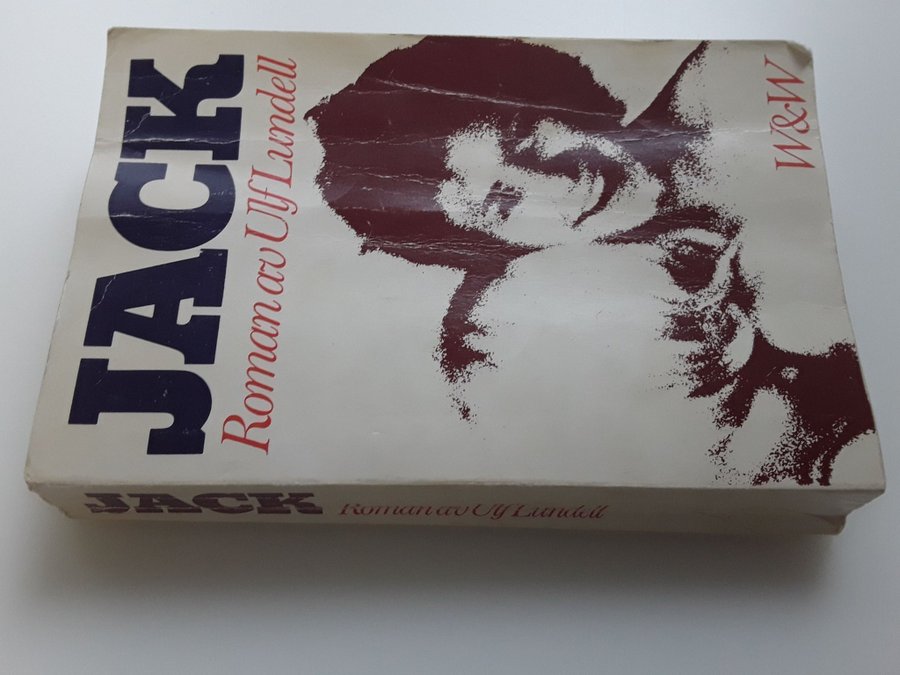 JACK
Roman av Ulf Lundell
W&W
JACK Roman av Ulf Lundell